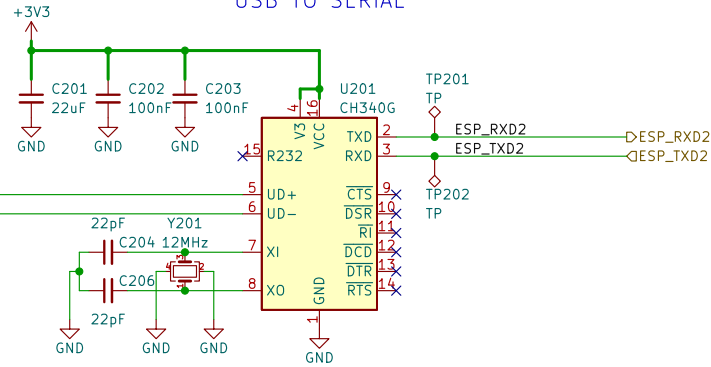 USB TO SERIAL
+3V3
C201
22uF
C202
100nF
C203
100nF
GND
GND
GND
U201
CH340G
4
16
V3
VCC
15
R232
5
UD+
6
UD-
7
XI
8
XO
GND
1
GND
TXD
2
RXD
3
CTS
9
DSR
10
RI
11
DCD
12
DTR
13
RTS
14
TP201
TP
ESP_RXD2
ESP_TXD2
ESP_RXD2
ESP_TXD2
TP202
TP
22pF
C204
Y201
12MHz
3
4
2
1
C206
22pF
GND
GND
GND